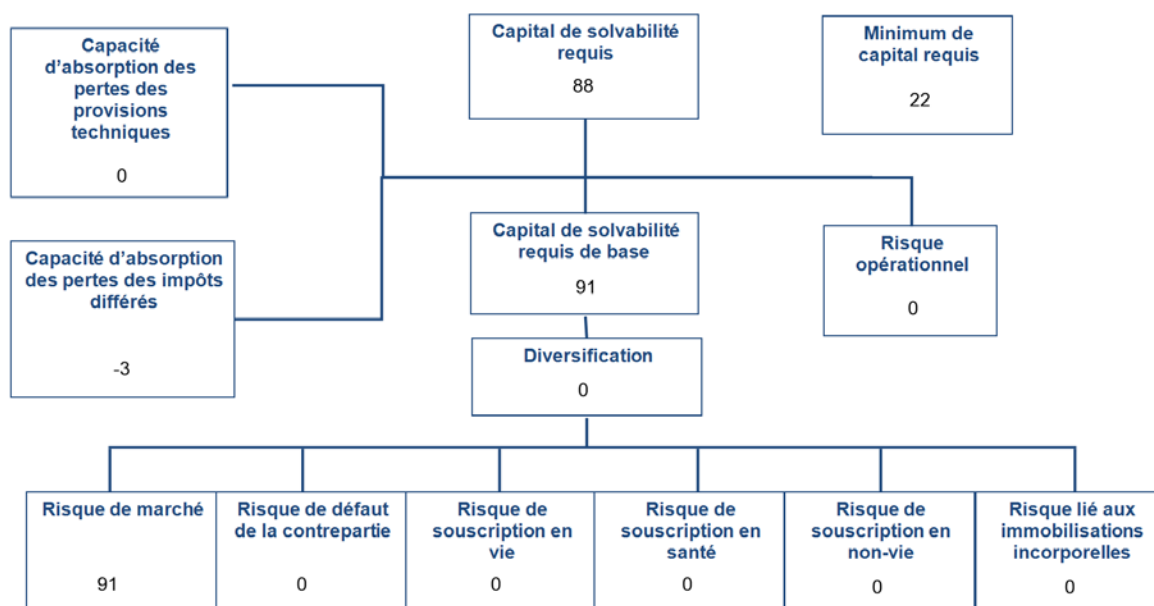 Capacité
d'absorption des
pertes des
provisions
techniques
0
Capital de solvabilité
requis
88
Minimum de
capital requis
22
Capacité d'absorption
des pertes des impôts
différés
-3
Capital de solvabilité
requis de base
91
Risque
opérationnel
0
Diversification
0
Risque de marché
91
Risque de défaut
de la contrepartie
0
Risque de
souscription en
vie
0
Risque de
souscription en
santé
0
Risque de
souscription en
non-vie
0
Risque lié aux
immobilisations
incorporelles
0